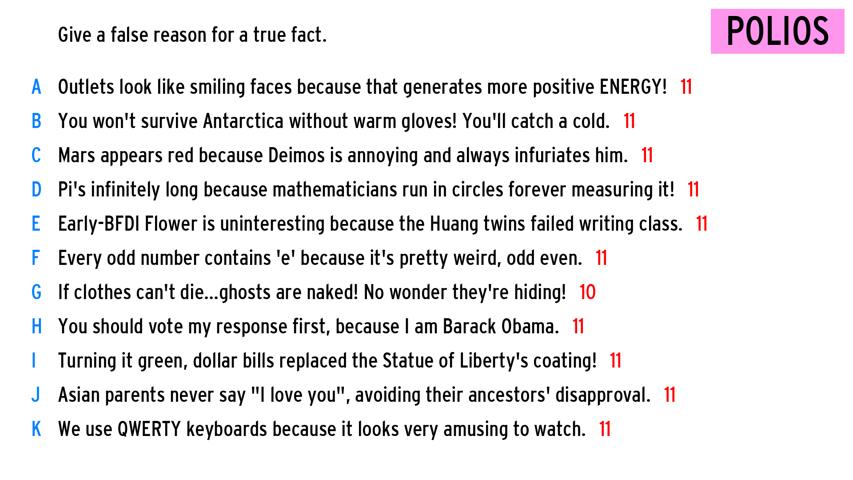 Give a false reason for a true fact.
POLIOS
A Outlets look like smiling faces because that generates more positive ENERGY! 11
B You won't survive Antarctica without warm gloves! You'll catch a cold. 11
C Mars appears red because Deimos is annoying and always infuriates him. 11
D Pi's infinitely long because mathematicians run in circles forever measuring it! 11
E Early-BFDI Flower is uninteresting because the Huang twins failed writing class. 11
F Every odd number contains 'e' because it's pretty weird, odd even. 11
G If clothes can't die...ghosts are naked! No wonder they're hiding! 10
H You should vote my response first, because I am Barack Obama. 11
I Turning it green, dollar bills replaced the Statue of Liberty's coating! 11
J Asian parents never say "I love you", avoiding their ancestors' disapproval. 11
K We use QWERTY keyboards because it looks very amusing to watch. 11